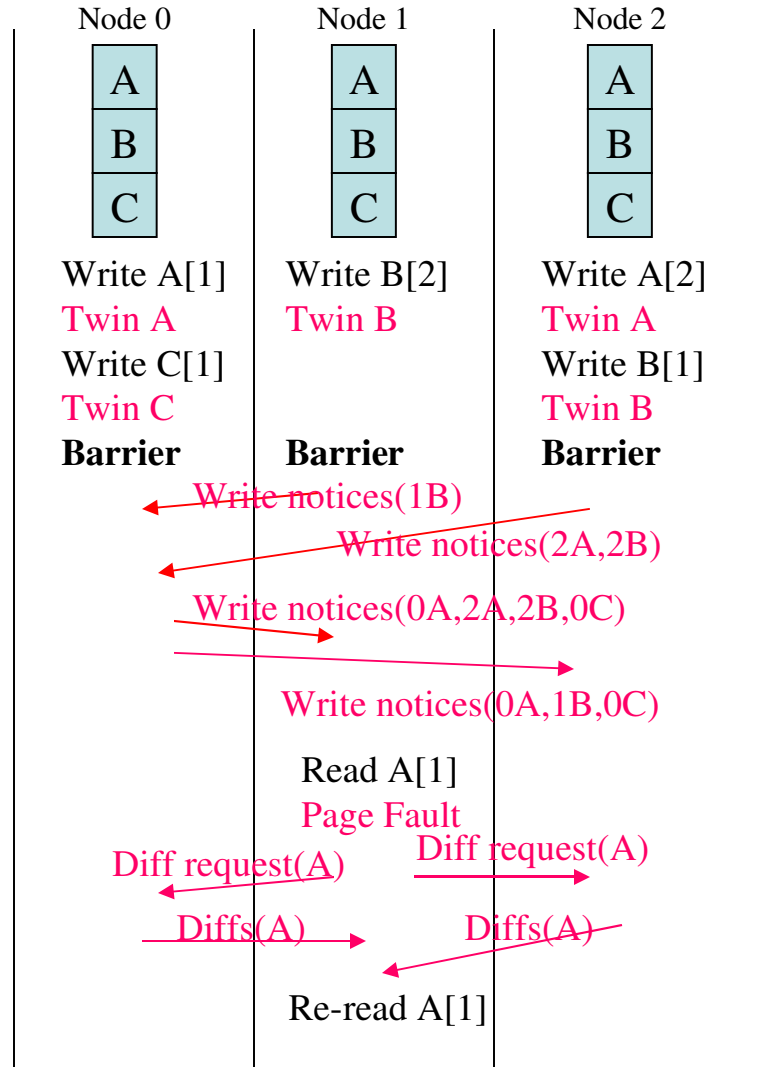 Node 0 Node 1 Node 2
A A A
B B B
C C C
Write A[1] Write B[2] Write A[2]
Twin A Twin B Twin A
Write C[1] Write B[1]
Twin C Twin B
Barrier Barrier Barrier
Write notices(1B)
Write notices(2A,2B)
Write notices(0A,2A,2B,0C)
Write notices(0A,1B,0C)
Read A[1]
Page Fault
Diff request(A) Diff request(A)
Diffs(A) Diffs(A)
Re-read A[1]